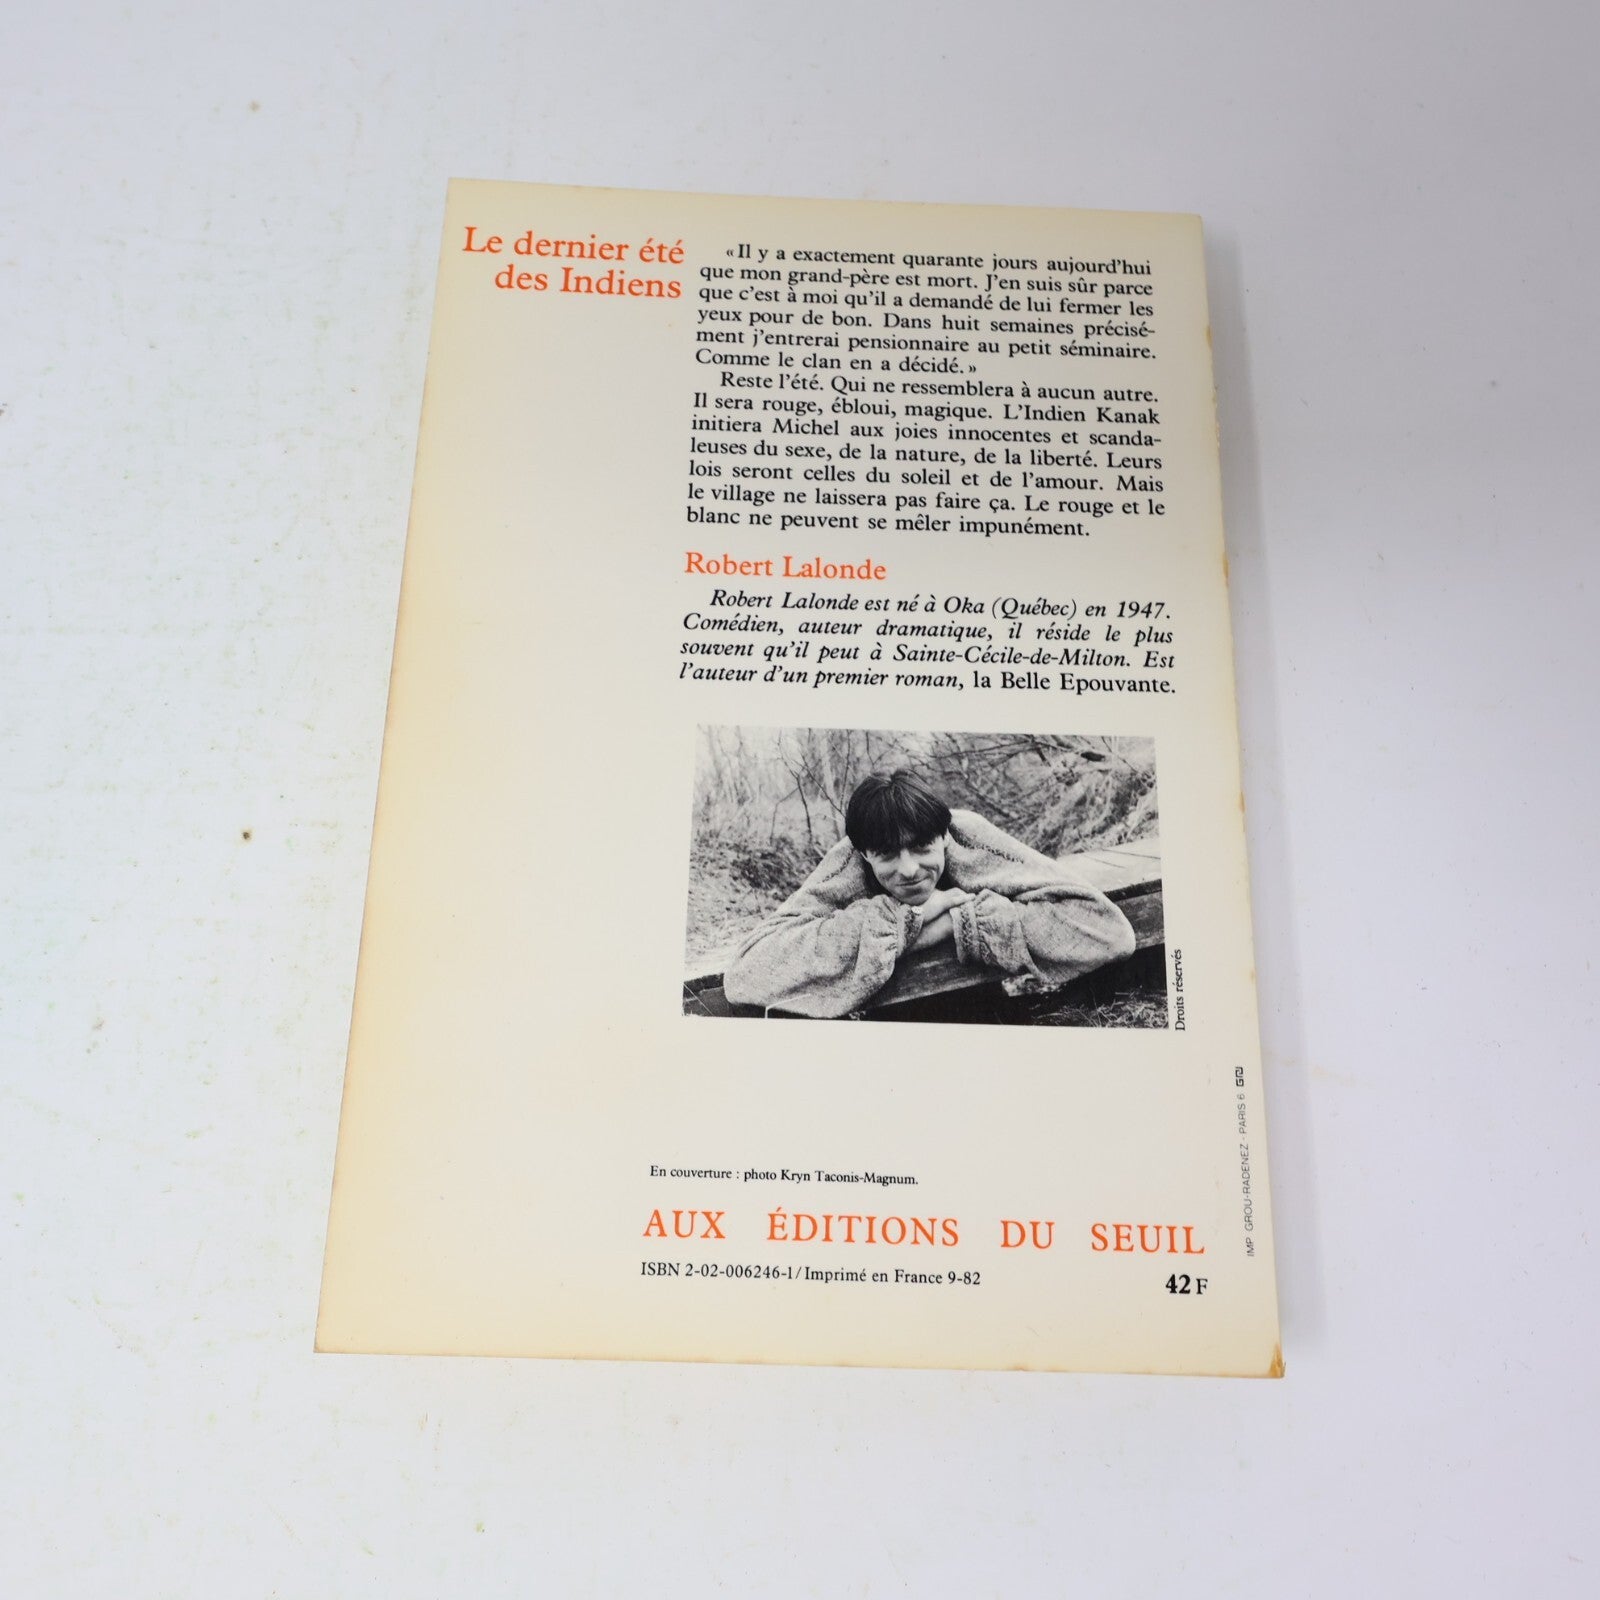 Le dernier été
des Indiens
« Il y a exactement quarante jours aujourd'hui
que mon grand-père est mort. J'en suis sûr parce
que c'est à moi qu'il a demandé de lui fermer les
yeux pour de bon. Dans huit semaines précisé-
ment j'entrerai pensionnaire au petit séminaire.
Comme le clan en a décidé. »
Reste l'été. Qui ne ressemblera à aucun autre.
Il sera rouge, ébloui, magique. L'Indien Kanak
initiera Michel aux joies innocentes et scanda-
leuses du sexe, de la nature, de la liberté. Leurs
lois seront celles du soleil et de l'amour. Mais
le village ne laissera pas faire ça. Le rouge et le
blanc ne peuvent se mêler impunément.
Robert Lalonde
Robert Lalonde est né à Oka (Québec) en 1947.
Comédien, auteur dramatique, il réside le plus
souvent qu'il peut à Sainte-Cécile-de-Milton. Est
l'auteur d'un premier roman, la Belle Epouvante.
Droits réservés
IMP GROU-RADENEZ - PARIS 6
En couverture : photo Kryn Taconis-Magnum.
AUX ÉDITIONS DU SEUIL
ISBN 2-02-006246-1/Imprimé en France 9-82
42 F